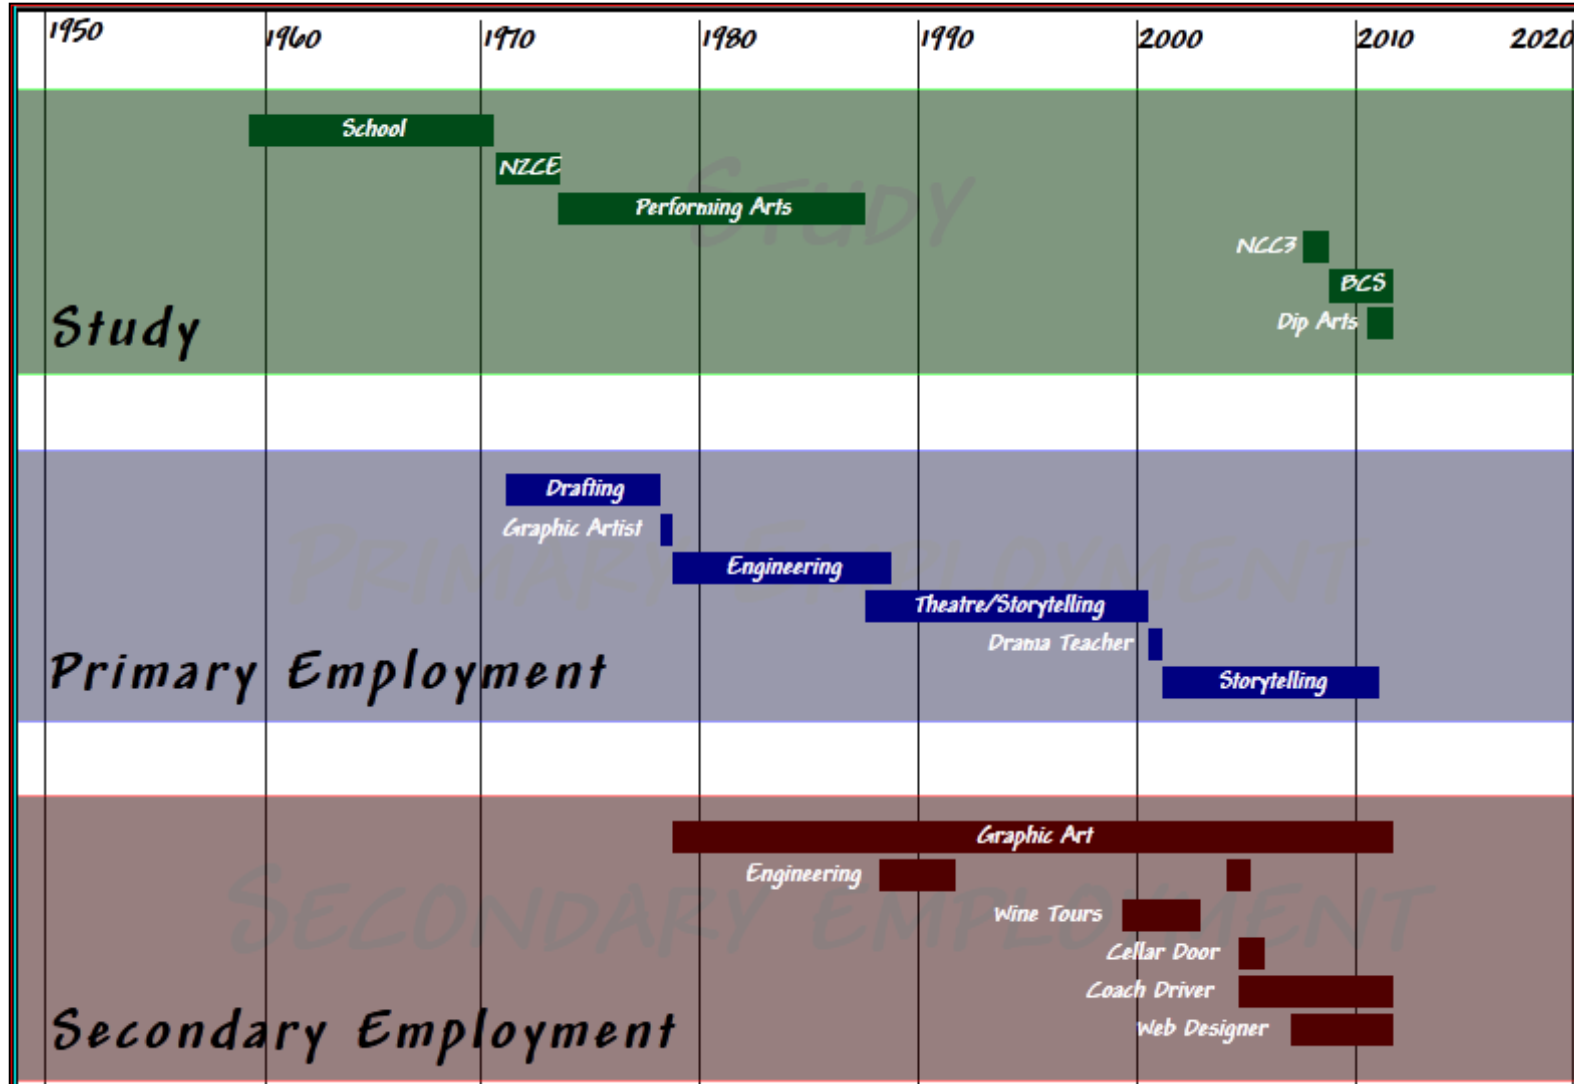 1950 1960 1970 1980 1990 2000 2010 2020
School
NZCE
STUDY
Performing Arts
NCC3
BCS
Dip Arts
Study
Drafting
Graphic Artist
PRIMARY EMPLOYMENT
Engineering
Theatre/Storytelling
Drama Teacher
Primary Employment
Storytelling
Graphic Art
Engineering
SECONDARY EMPLOYMENT
Wine Tours
Cellar Door
Coach Driver
Secondary Employment
Web Designer